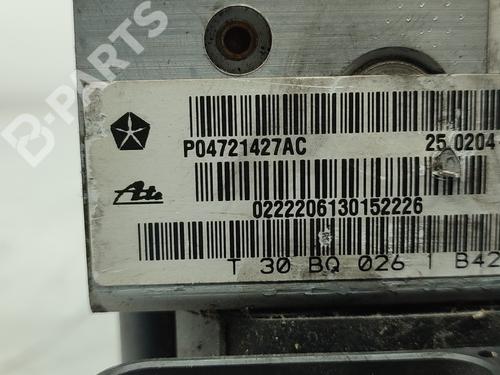 B-PARTS
P04721427AC 25.0204-
Ate
0222206130152226
T 30 BQ 026 1 B42